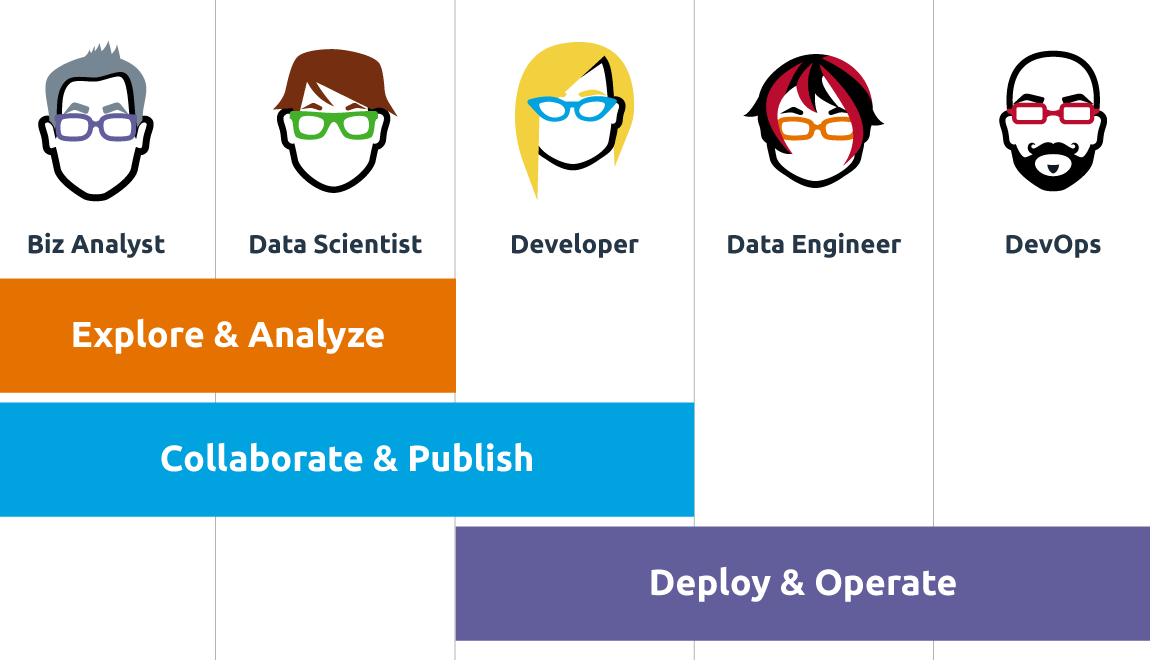 Biz Analyst
Data Scientist
Developer
Data Engineer
DevOps
Explore & Analyze
Collaborate & Publish
Deploy & Operate